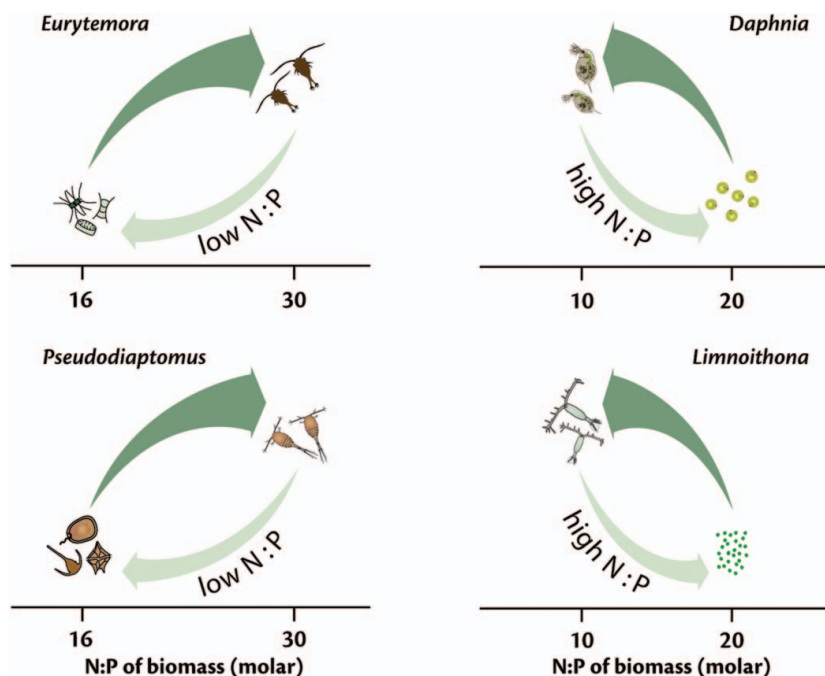 Eurytemora
low N:P
16 30
Daphnia
high N:P
10 20
Pseudodiaptomus
low N:P
16 30
N:P of biomass (molar)
Limnoithona
high N:P
10 20
N:P of biomass (molar)